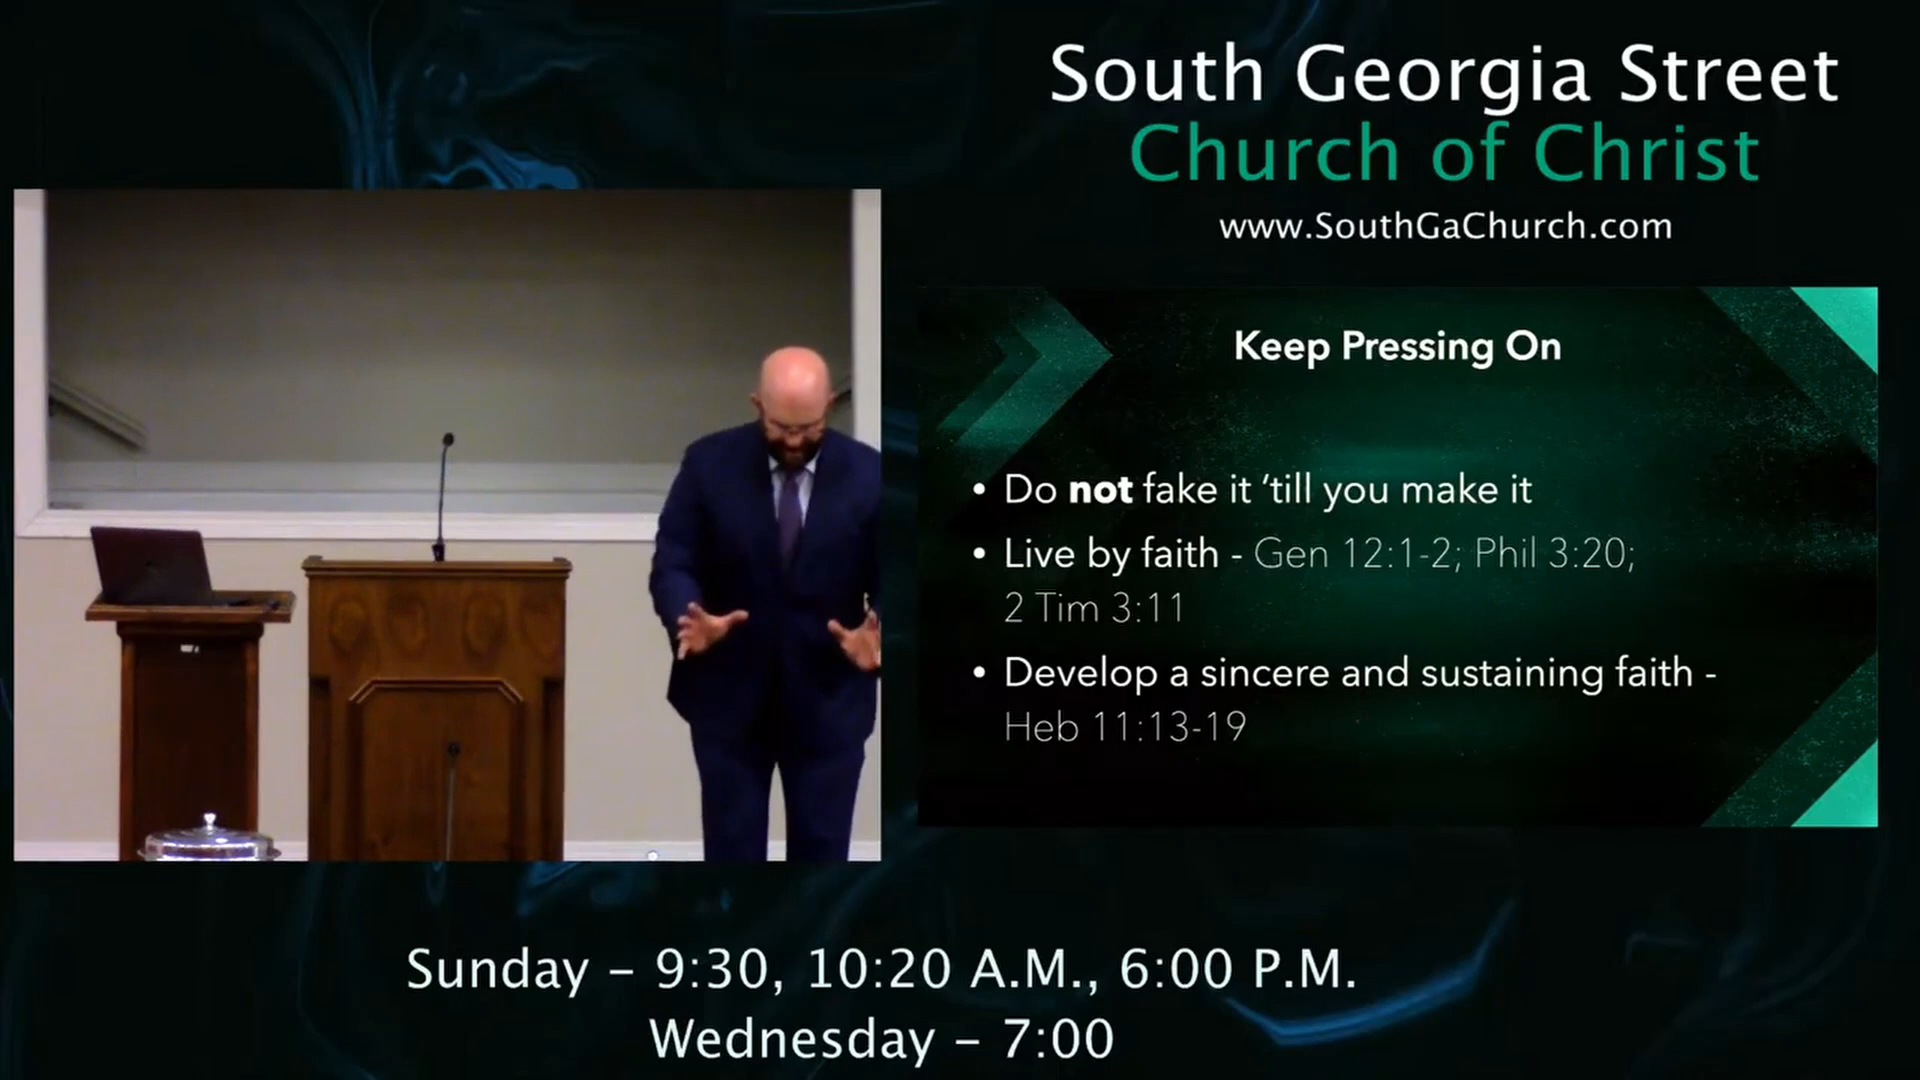 South Georgia Street
Church of Christ
www.SouthGaChurch.com
Keep Pressing On
• Do not fake it ‘till you make it
• Live by faith - Gen 12:1-2; Phil 3:20;
2 Tim 3:11
• Develop a sincere and sustaining faith -
Heb 11:13-19
Sunday – 9:30, 10:20 A.M., 6:00 P.M.
Wednesday – 7:00